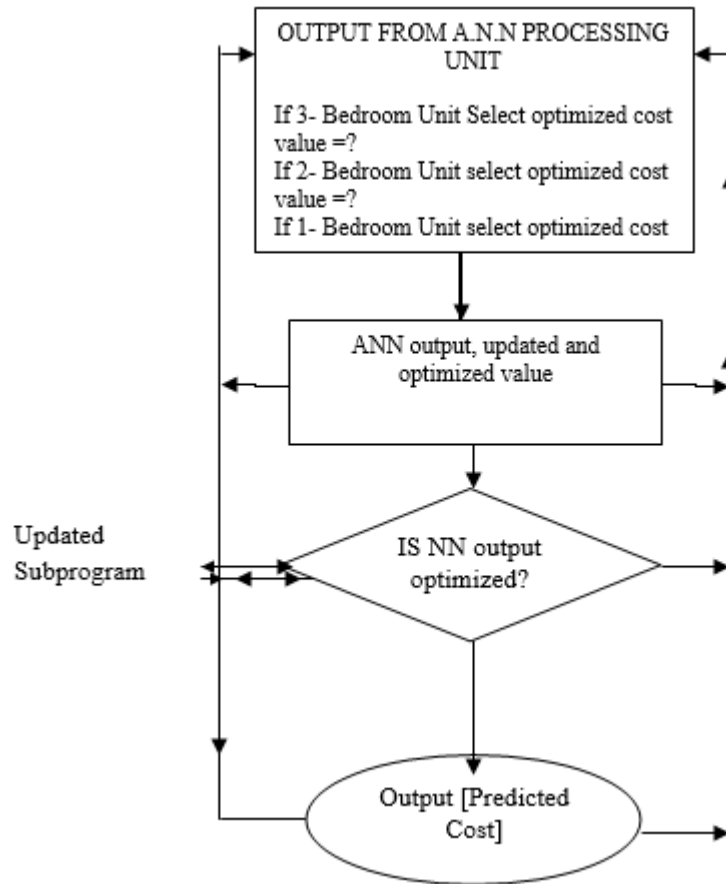 OUTPUT FROM A.N.N PROCESSING
UNIT
If 3- Bedroom Unit Select optimized cost
value =?
If 2- Bedroom Unit select optimized cost
value =?
If 1- Bedroom Unit select optimized cost
ANN output, updated and
optimized value
Updated
Subprogram
IS NN output
optimized?
Output [Predicted
Cost]